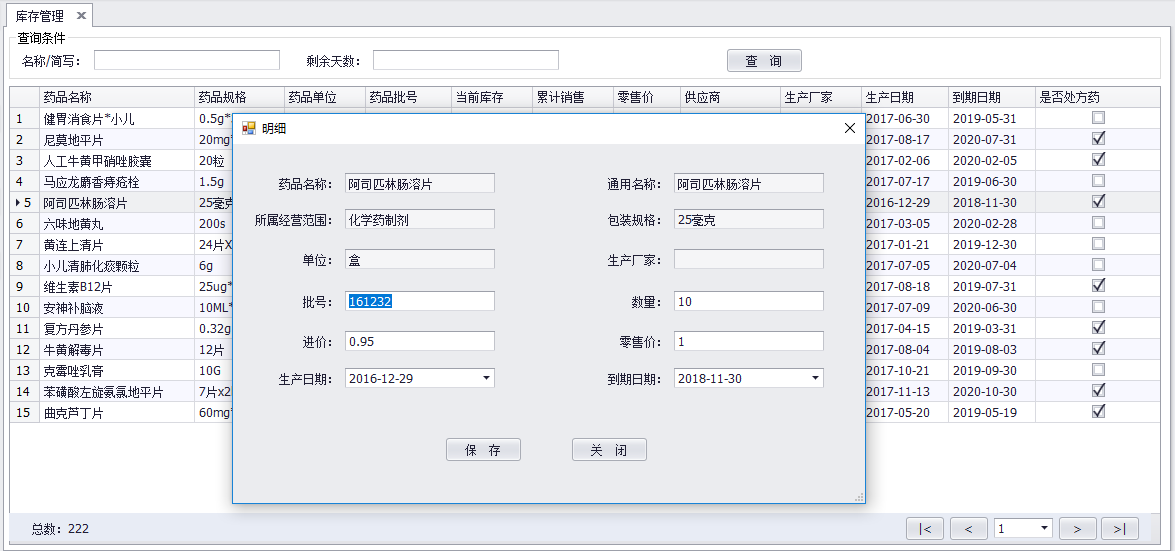 库存管理
查询条件
名称/简写： 剩余天数： 查 询
药品名称 药品规格 药品单位 药品批号 当前库存 累计销售 零售价 供应商 生产厂家 生产日期 到期日期 是否处方药
1 健胃消食片*小儿 0.5g* 2017-06-30 2019-05-31
2 尼莫地平片 20mg* 2017-08-17 2020-07-31
3 人工牛黄甲硝唑胶囊 20粒 2017-02-06 2020-02-05
4 马应龙麝香痔疮栓 1.5g 2017-07-17 2019-06-30
5 阿司匹林肠溶片 25毫克 2016-12-29 2018-11-30
6 六味地黄丸 200s 2017-03-05 2020-02-28
7 黄连上清片 24片X 2017-01-21 2019-12-30
8 小儿清肺化痰颗粒 6g 2017-07-05 2020-07-04
9 维生素B12片 25ug* 2017-08-18 2019-07-31
10 安神补脑液 10ML* 2017-07-09 2020-06-30
11 复方丹参片 0.32g 2017-04-15 2019-03-31
12 牛黄解毒片 12片 2017-08-04 2019-08-03
13 克霉唑乳膏 10G 2017-10-21 2019-09-30
14 苯磺酸左旋氨氯地平片 7片x2 2017-11-13 2020-10-30
15 曲克芦丁片 60mg* 2017-05-20 2019-05-19
明细
药品名称： 阿司匹林肠溶片 通用名称： 阿司匹林肠溶片
所属经营范围： 化学药制剂 包装规格： 25毫克
单位： 盒 生产厂家：
批号： 161232 数量： 10
进价： 0.95 零售价： 1
生产日期： 2016-12-29 到期日期： 2018-11-30
保 存 关 闭
总数：222 |< < 1 > >|